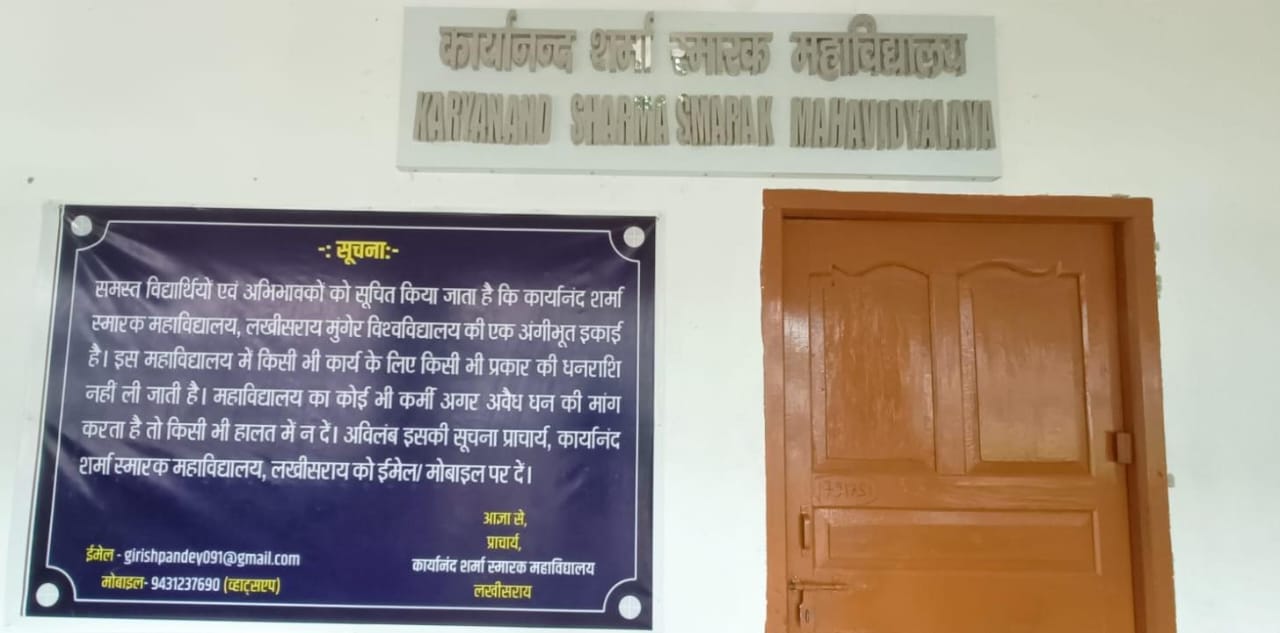 कार्यानन्द शर्मा स्मारक महाविद्यालय
KARYANAND SHARMA SMARAK MAHAVIDYALAYA
-: सूचना:-
समस्त विद्यार्थियों एवं अभिभावकों को सूचित किया जाता है कि कार्यानंद शर्मा
स्मारक महाविद्यालय, लखीसराय मुंगेर विश्वविद्यालय की एक अंगीभूत इकाई
है। इस महाविद्यालय में किसी भी कार्य के लिए किसी भी प्रकार की धनराशि
नहीं ली जाती है। महाविद्यालय का कोई भी कर्मी अगर अवैध धन की मांग
करता है तो किसी भी हालत में न दें। अविलंब इसकी सूचना प्राचार्य, कार्यानंद
शर्मा स्मारक महाविद्यालय, लखीसराय को ईमेल/ मोबाइल पर दें।
आज्ञा से,
प्राचार्य,
कार्यानंद शर्मा स्मारक महाविघालय
लखीसराय
ईमेल - girishpandey091@gmail.com
मोबाइल- 9431237690 (व्हाट्सएप)